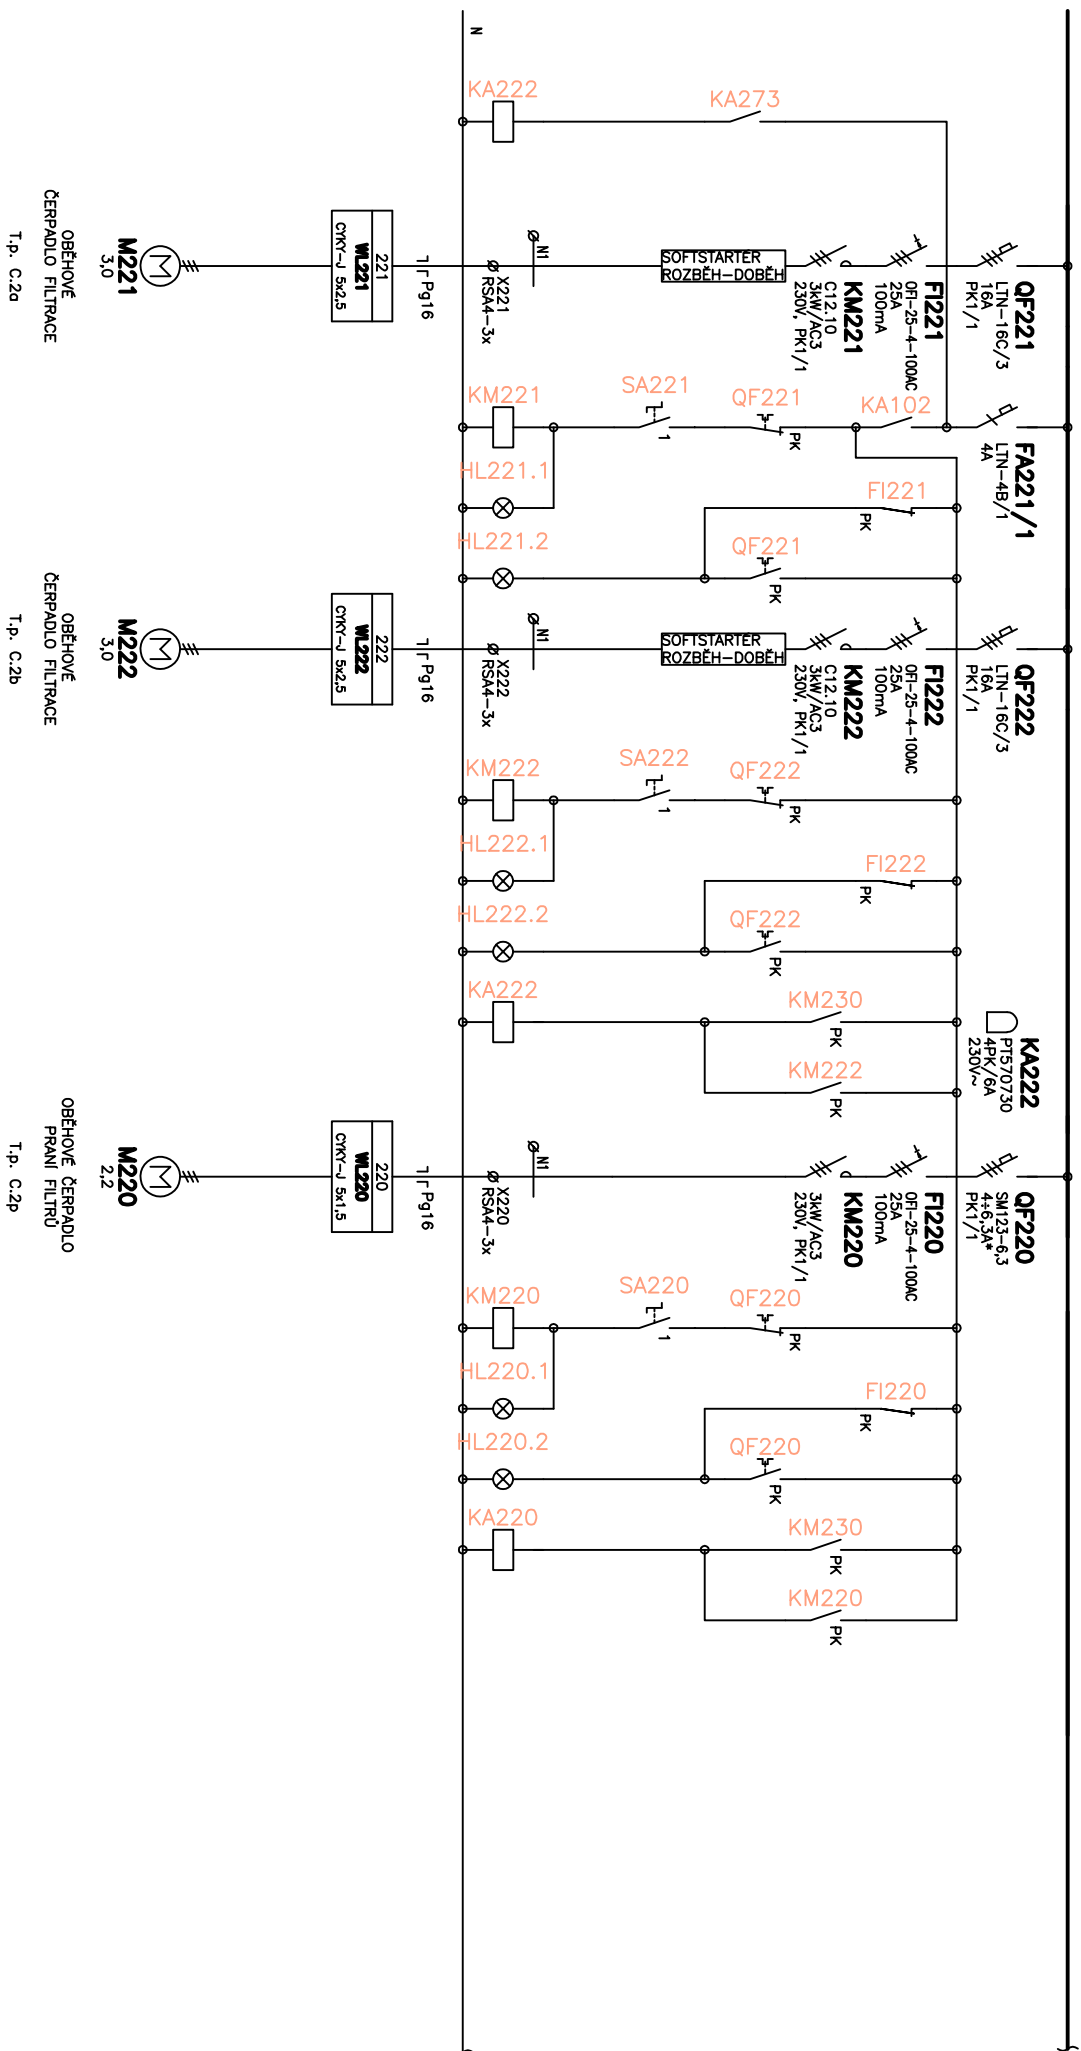 N
KA222
KA273
QF221
LTN-16C/3
16A
PK1/1
FI221
OFI-25-4-100AC
25A
100mA
KM221
C12.10
3kW/AC3
230V, PK1/1
SOFTSTARTER
ROZBĚH-DOBĚH
N1
X221
RSA4-3x
Pg16
221
WL221
CYKY-J 5x2,5
M
M221
3,0
OBĚHOVÉ
ČERPADLO FILTRACE
T.p. C.2a
FA221/1
LTN-4B/1
4A
KA102
QF221
PK
SA221
1
KM221
HL221.1
FI221
PK
QF221
PK
HL221.2
QF222
LTN-16C/3
16A
PK1/1
FI222
OFI-25-4-100AC
25A
100mA
KM222
C12.10
3kW/AC3
230V, PK1/1
SOFTSTARTER
ROZBĚH-DOBĚH
N1
X222
RSA4-3x
Pg16
222
WL222
CYKY-J 5x2,5
M
M222
3,0
OBĚHOVÉ
ČERPADLO FILTRACE
T.p. C.2b
QF222
PK
SA222
1
KM222
HL222.1
FI222
PK
QF222
PK
HL222.2
KA222
PT570730
4PK/6A
230V~
KM230
PK
KA222
KM222
PK
QF220
SM123-6,3
4÷6,3A*
PK1/1
FI220
OFI-25-4-100AC
25A
100mA
KM220
3kW/AC3
230V, PK1/1
N1
X220
RSA4-3x
Pg16
220
WL220
CYKY-J 5x1,5
M
M220
2,2
OBĚHOVÉ ČERPADLO
PRANÍ FILTRŮ
T.p. C.2p
QF220
PK
SA220
1
KM220
HL220.1
FI220
PK
QF220
PK
HL220.2
KM230
PK
KA220
KM220
PK